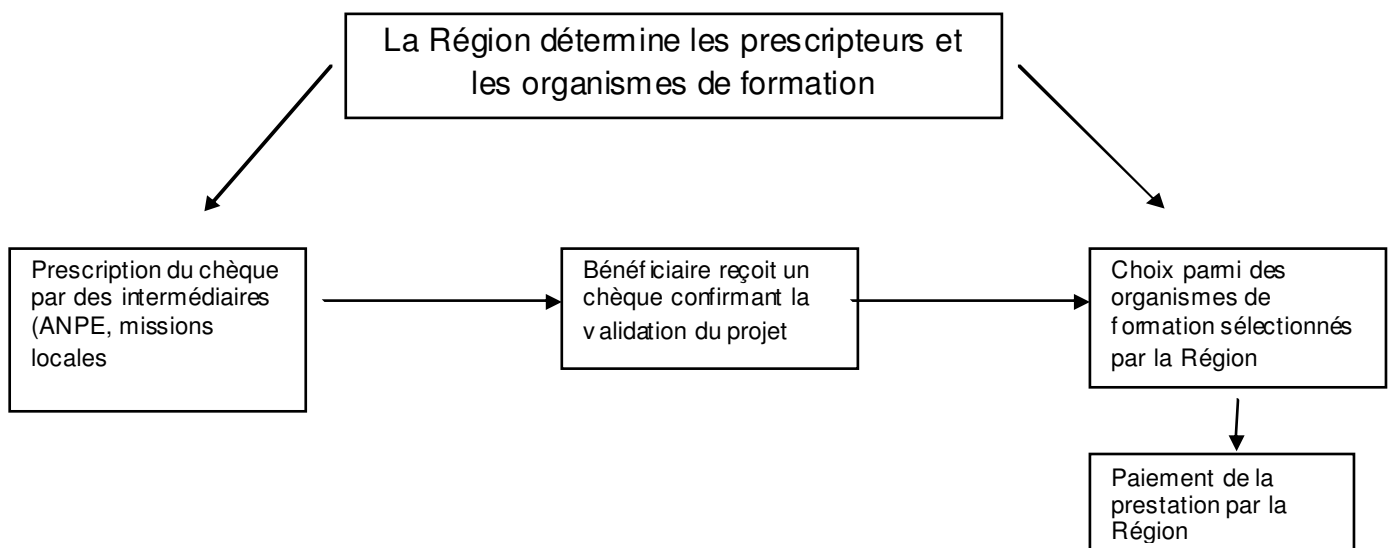 La Région détermine les prescripteurs et
les organismes de formation
Prescription du chèque
par des intermédiaires
(ANPE, missions
locales
Bénéficiaire reçoit un
chèque confirmant la
validation du projet
Choix parmi des
organismes de
formation sélectionnés
par la Région
Paiement de la
prestation par la
Région